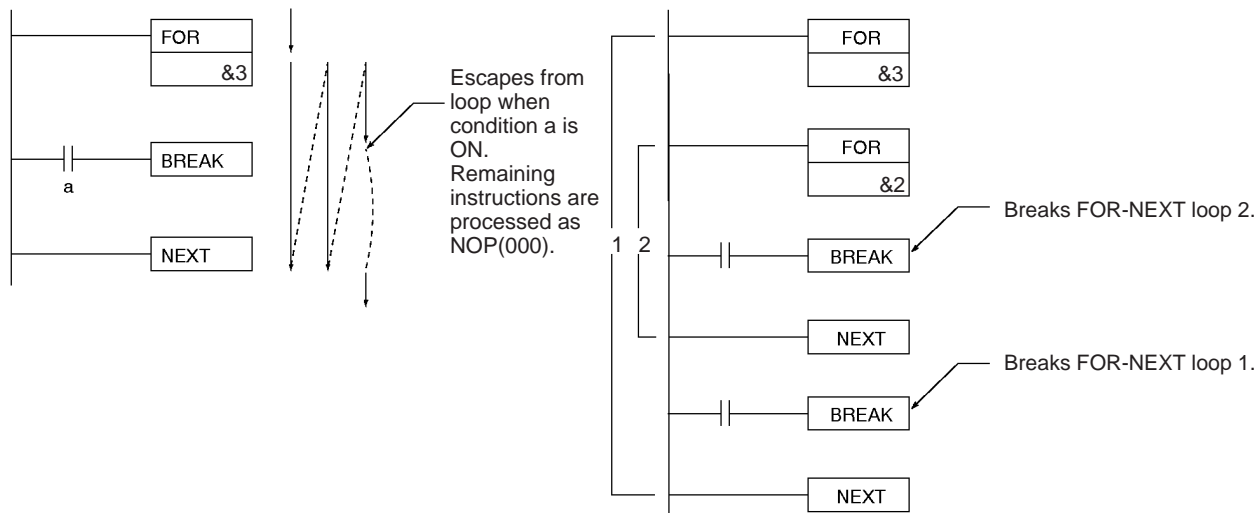 FOR
&3
BREAK
a
NEXT
Escapes from
loop when
condition a is
ON.
Remaining
instructions are
processed as
NOP(000).
FOR
&3
FOR
&2
1 2
BREAK
Breaks FOR-NEXT loop 2.
NEXT
BREAK
Breaks FOR-NEXT loop 1.
NEXT